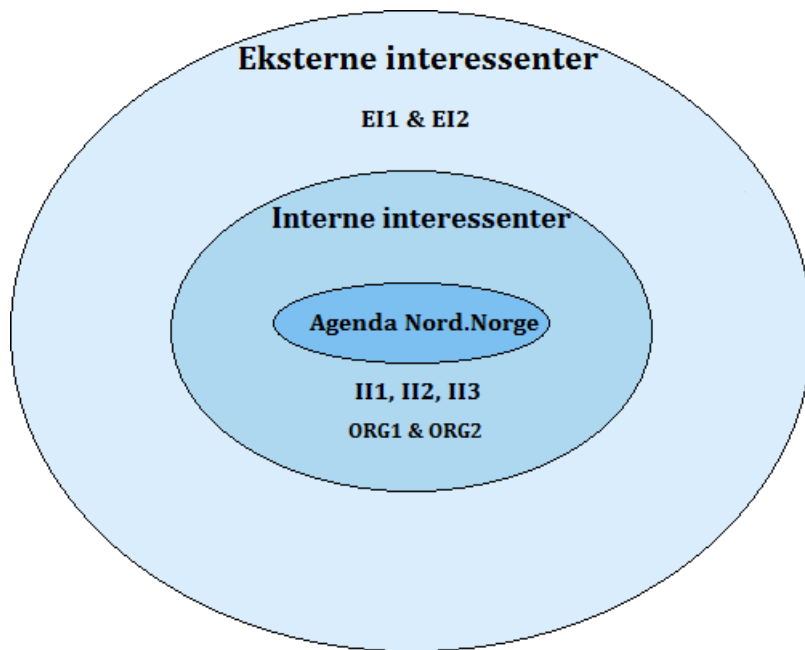 Eksterne interessenter
EI1 & EI2
Interne interessenter
Agenda Nord.Norge
II1, II2, II3
ORG1 & ORG2